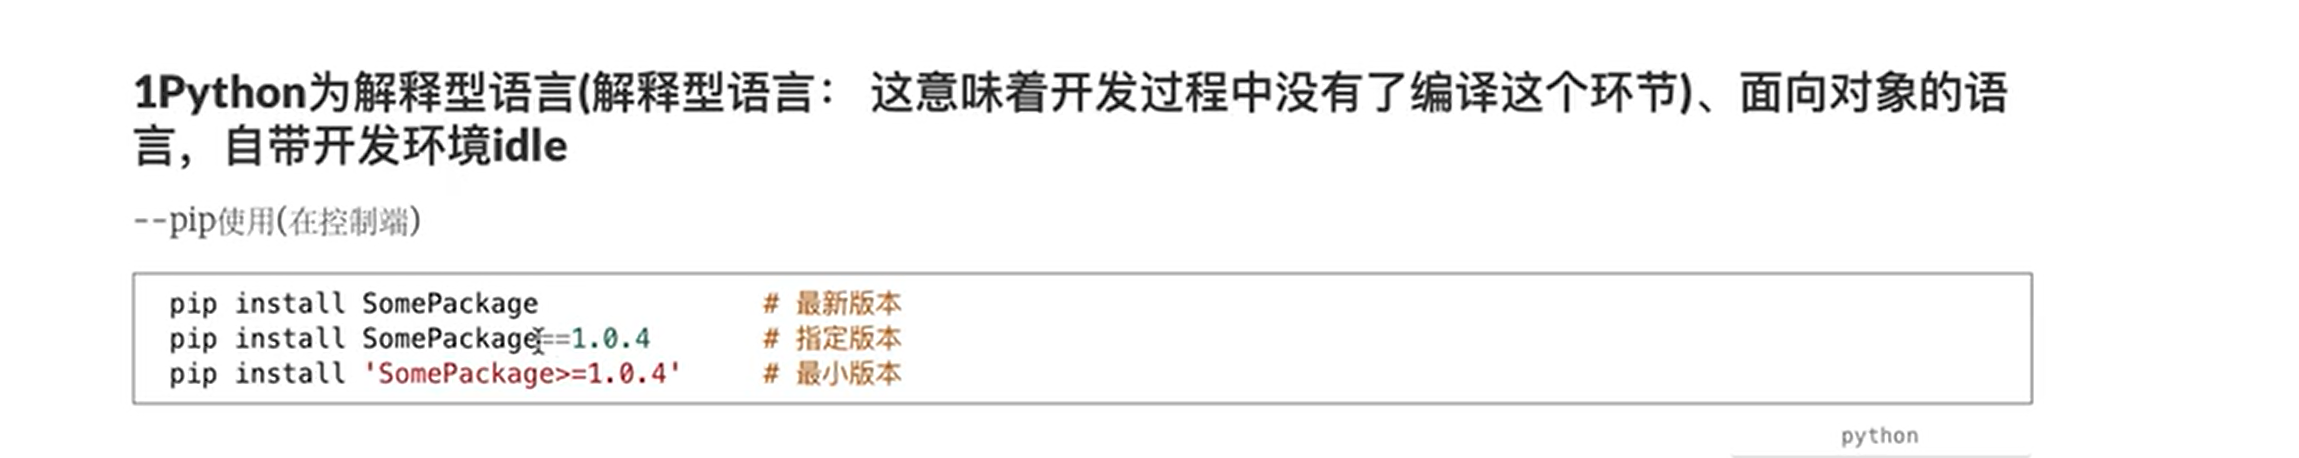 1Python为解释型语言(解释型语言： 这意味着开发过程中没有了编译这个环节)、面向对象的语
言，自带开发环境idle
--pip使用(在控制端)
pip install SomePackage # 最新版本
pip install SomePackage==1.0.4 # 指定版本
pip install 'SomePackage>=1.0.4' # 最小版本
python